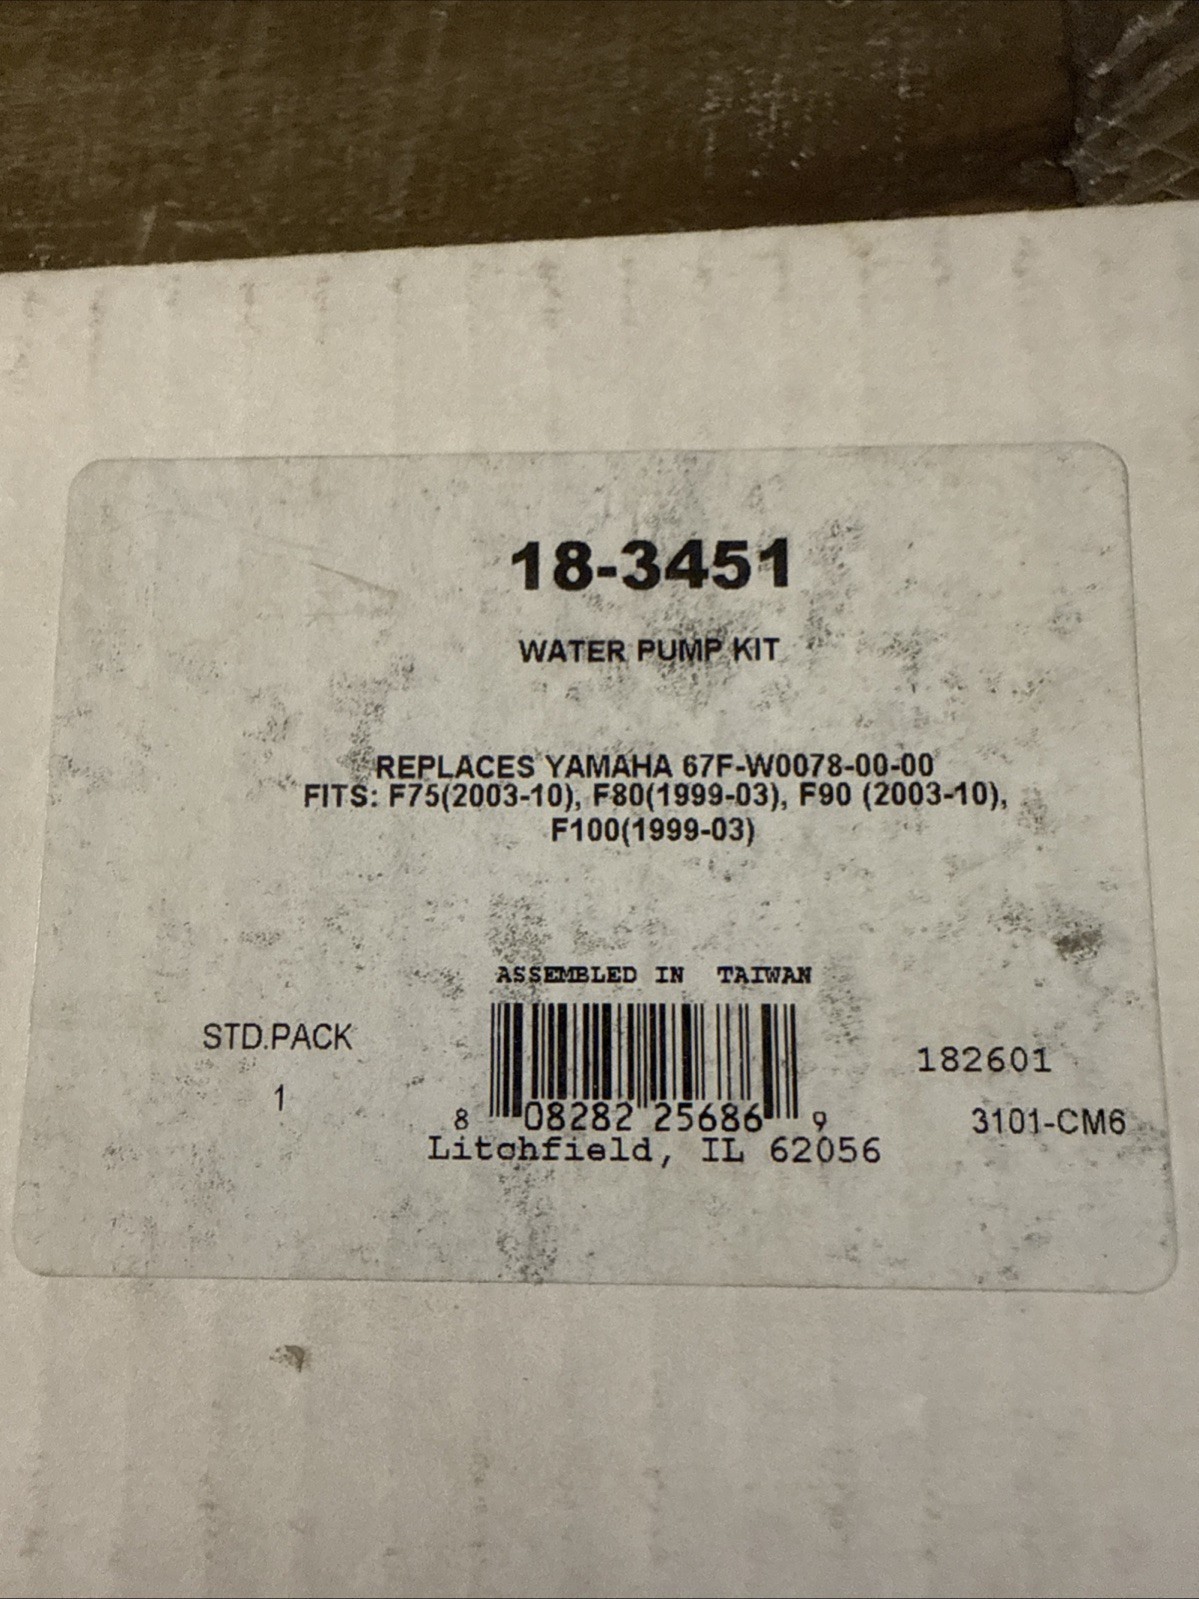 18-3451
WATER PUMP KIT
REPLACES YAMAHA 67F-W0078-00-00
FITS: F75(2003-10), F80(1999-03), F90 (2003-10),
F100(1999-03)
ASSEMBLED IN TAIWAN
STD.PACK
1
182601
8 08282 25686 9
3101-CM6
Litchfield, IL 62056